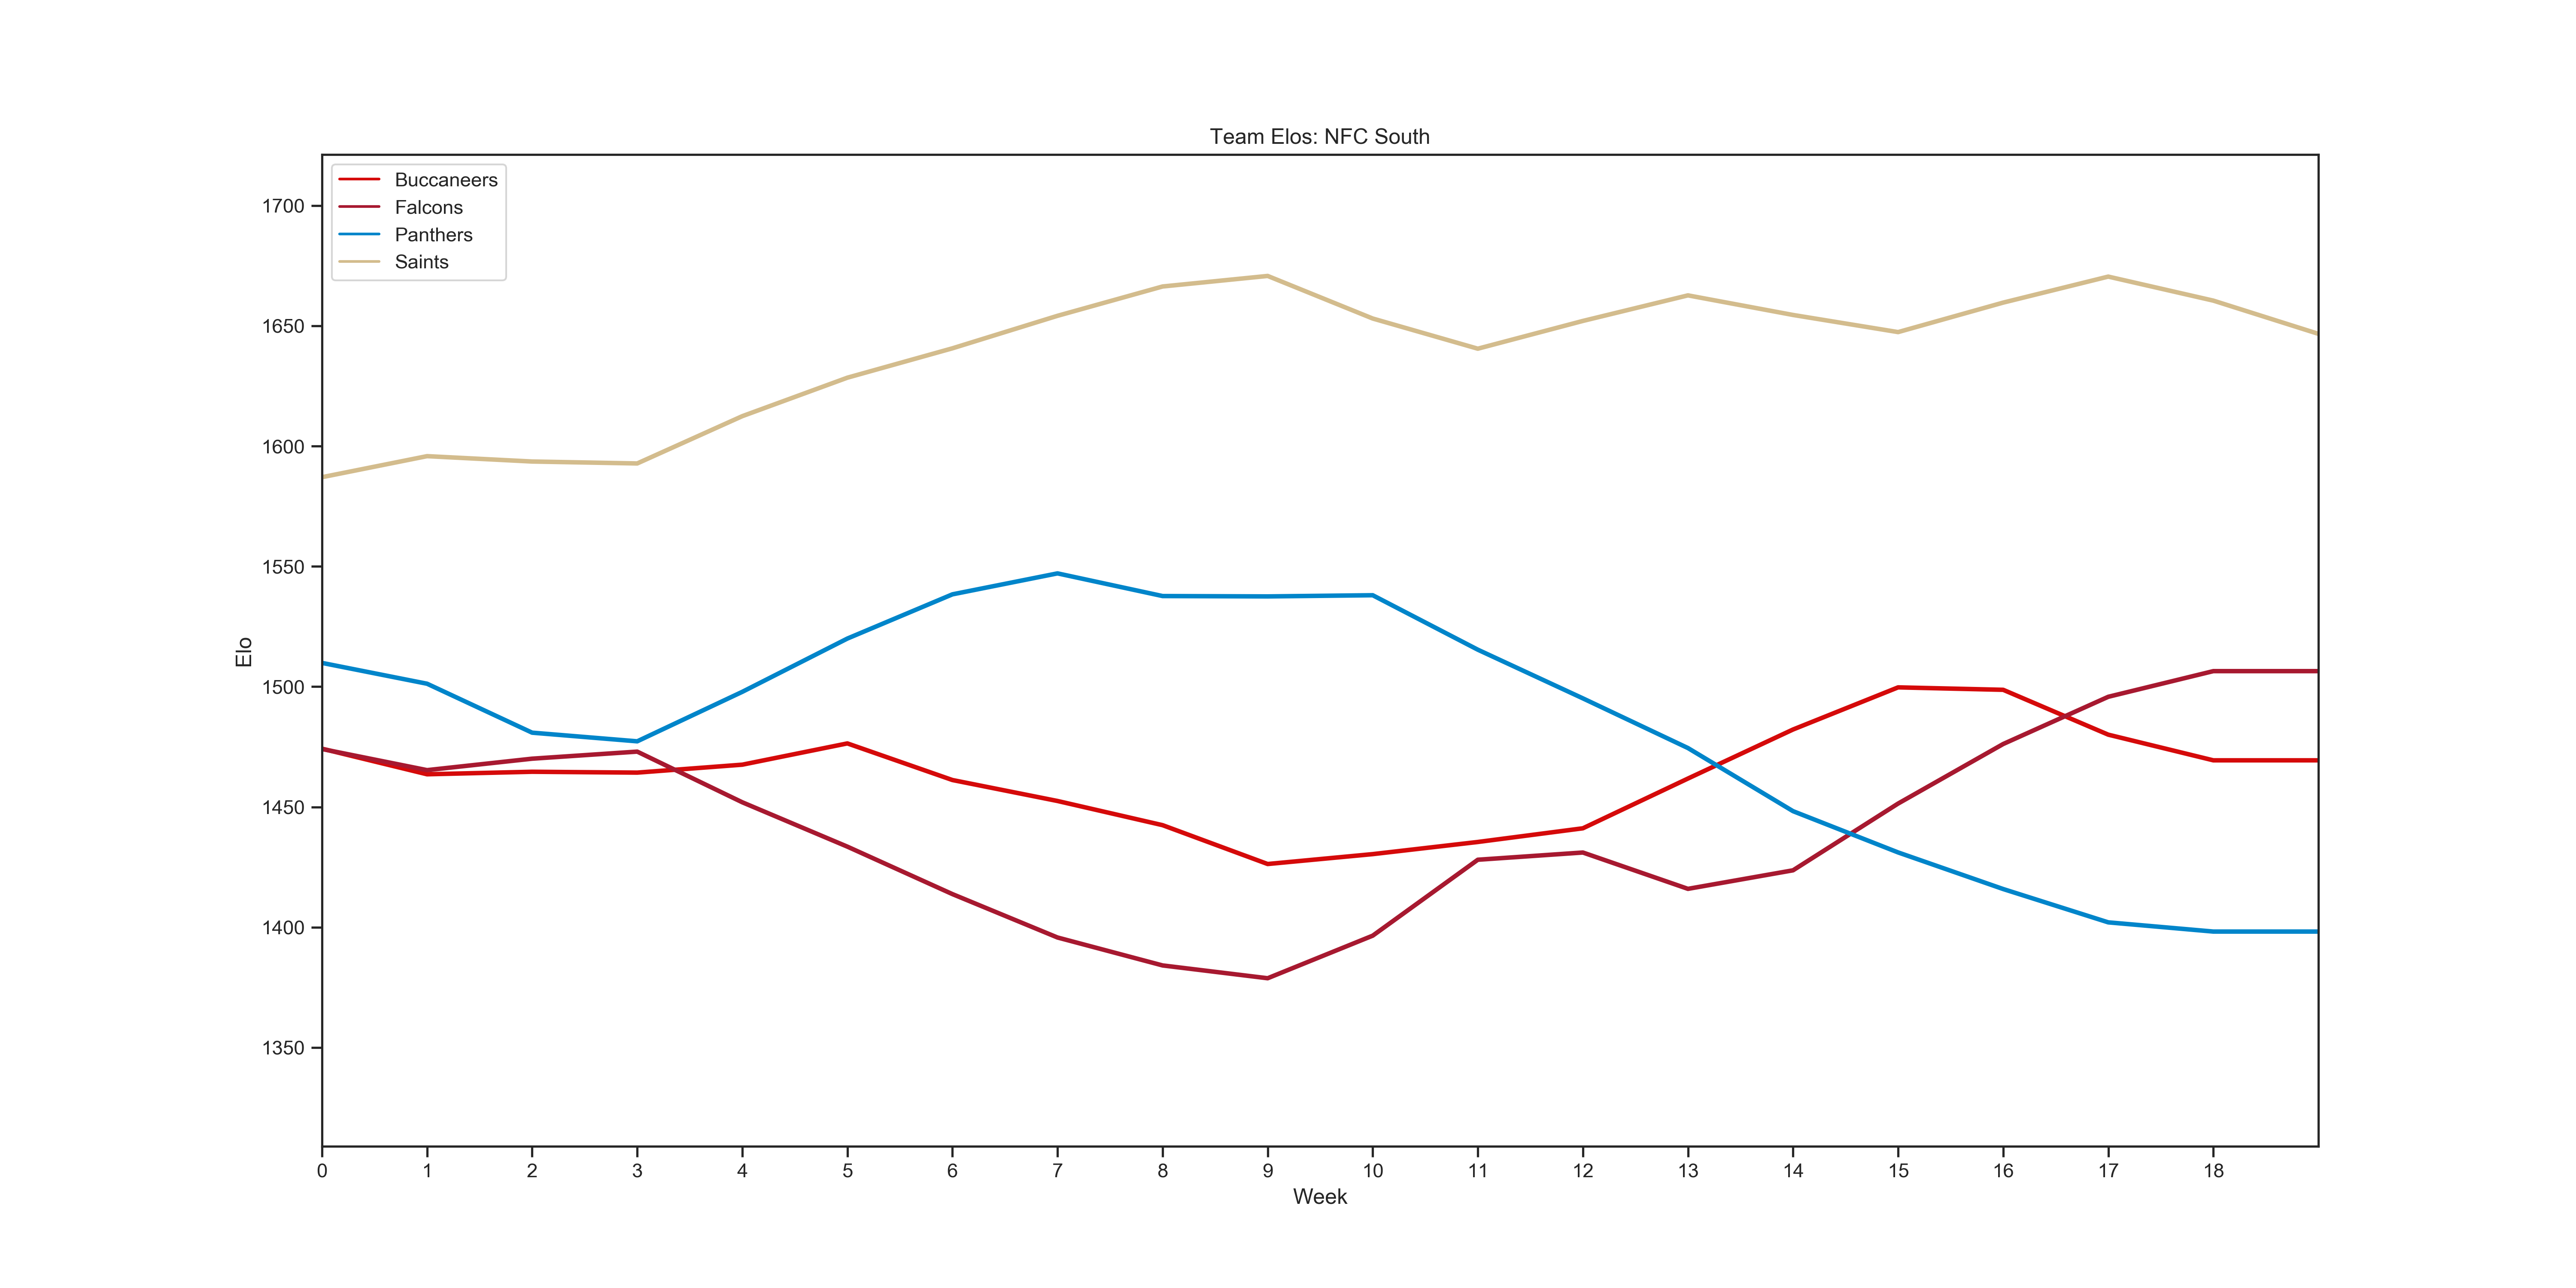 Team Elos: NFC South
Buccaneers
Falcons
Panthers
Saints
1700
1650
1600
1550
1500
1450
1400
1350
Elo
0 1 2 3 4 5 6 7 8 9 10 11 12 13 14 15 16 17 18
Week